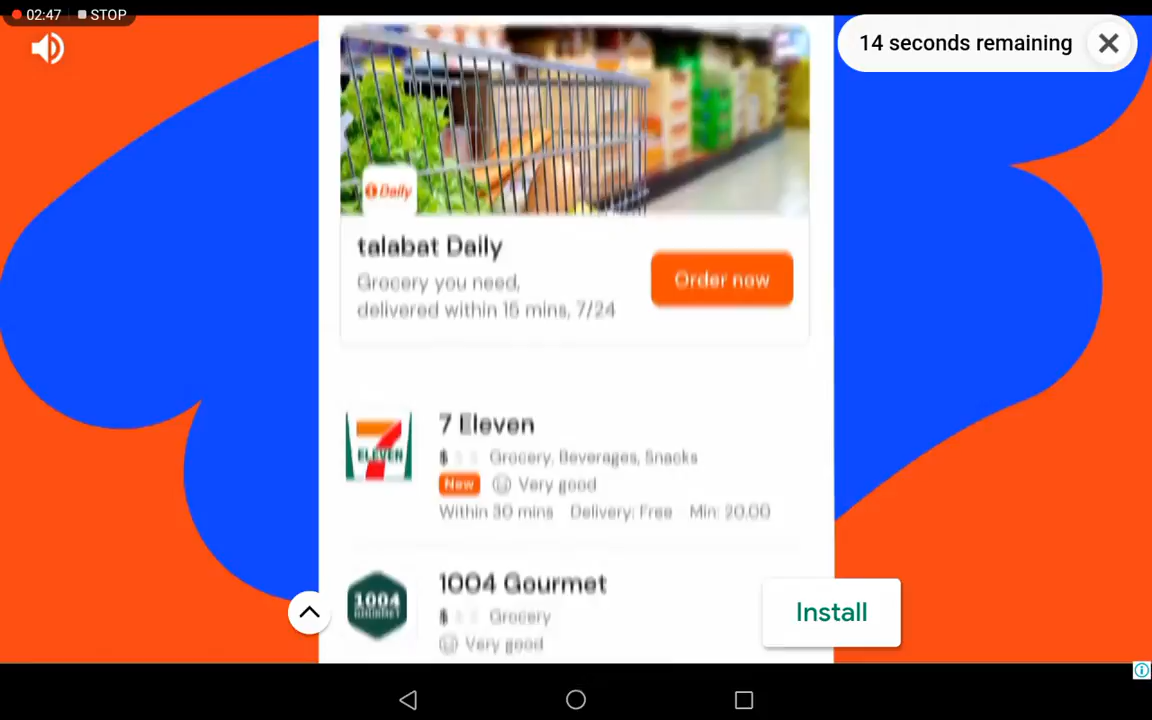 02:47 STOP
14 seconds remaining
Daily
talabat Daily
Grocery you need,
delivered within 15 mins, 7/24
Order now
7 Eleven
ELEVEN
$ Grocery, Beverages, Snacks
New Very good
Within 30 mins Delivery: Free Min: 20.00
1004 Gourmet
1004
GOURMET
$ Grocery
Very good
Install